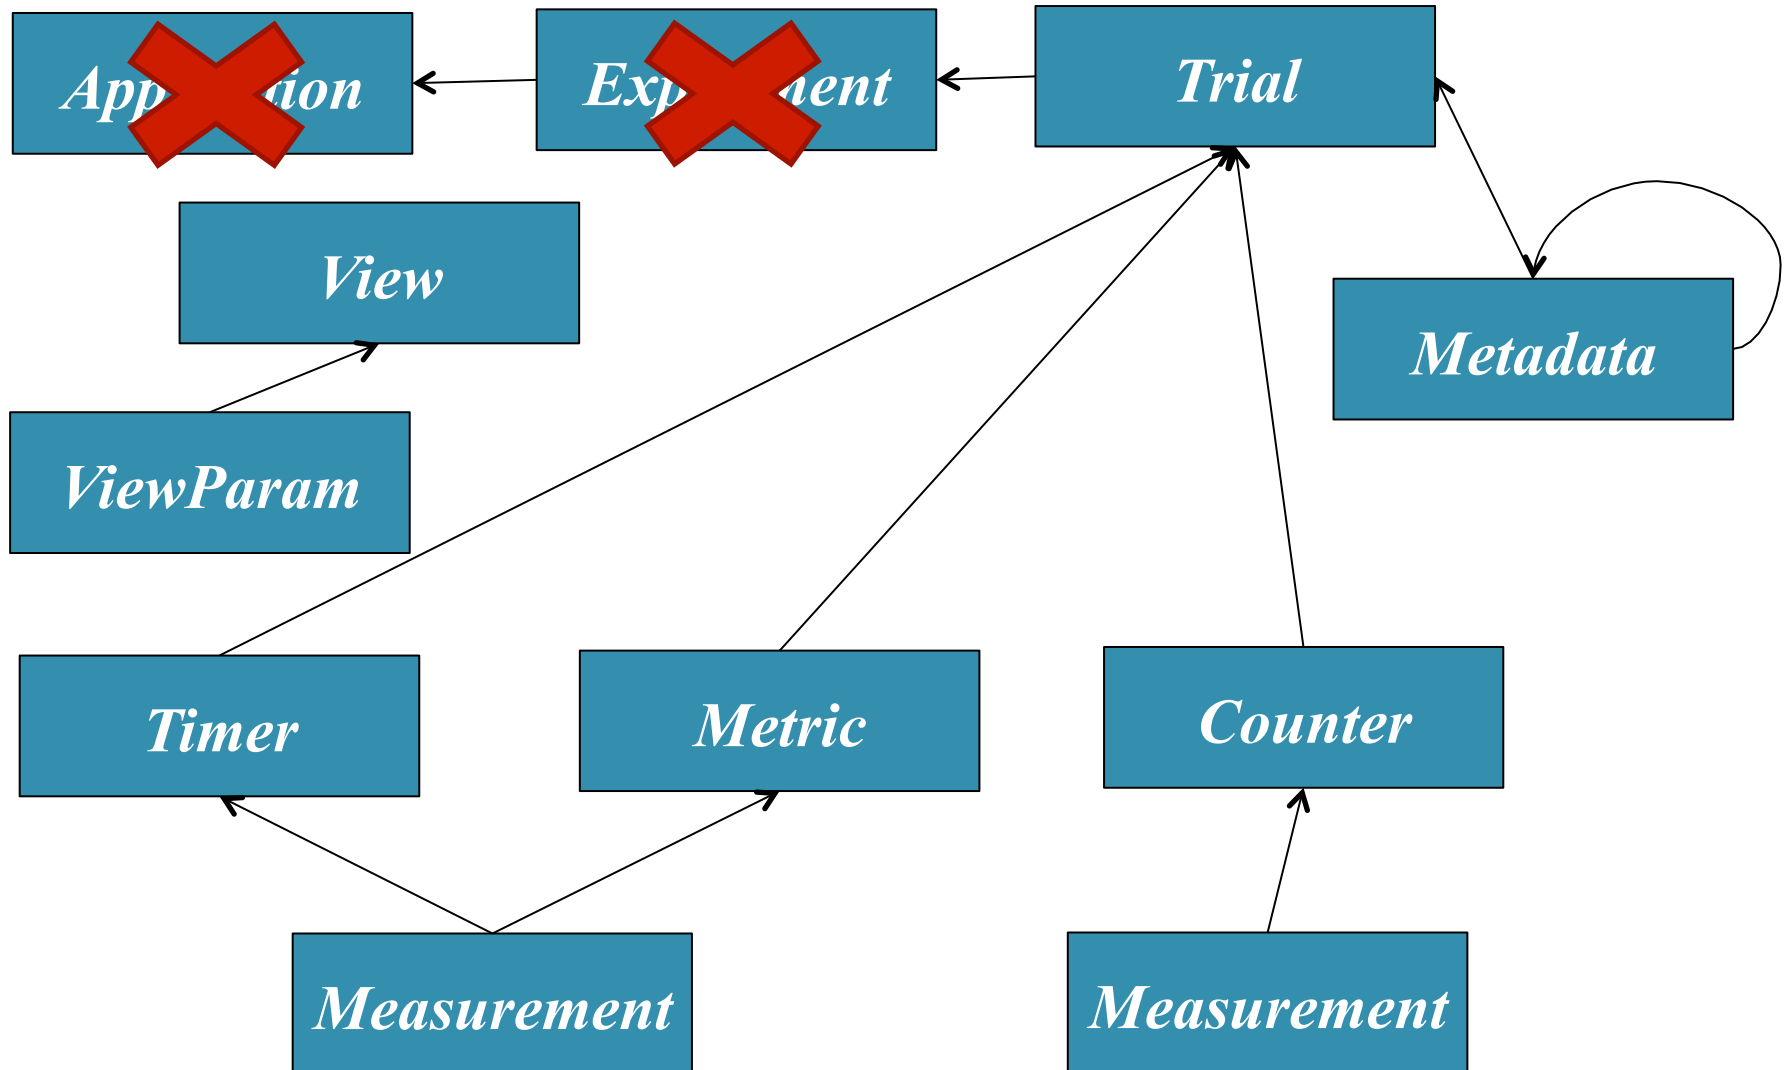 Trial
View
Metadata
ViewParam
Timer
Metric
Counter
Measurement
Measurement